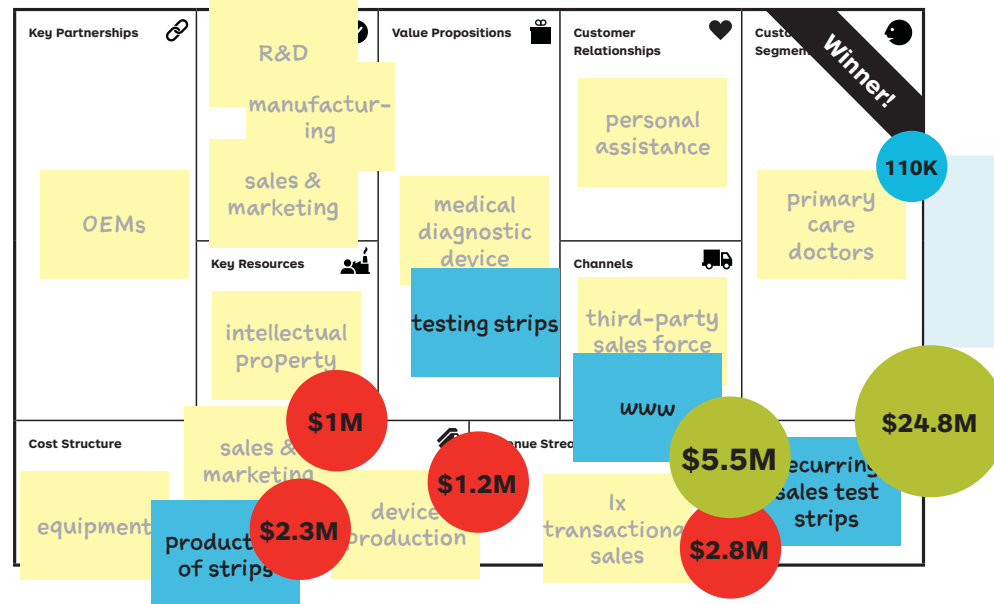 Key Partnerships
OEMs
R&D
manufactur-
ing
sales &
marketing
Key Resources
intellectual
property
Value Propositions
medical
diagnostic
device
testing strips
Customer
Relationships
personal
assistance
Channels
third-party
sales force
www
Winner!
110K
primary
care
doctors
Cost Structure
equipment
sales &
marketing
$1M
of strips
$2.3M
device
production
$1.2M
1x
sales
$5.5M
$2.8M
sales test
strips
$24.8M